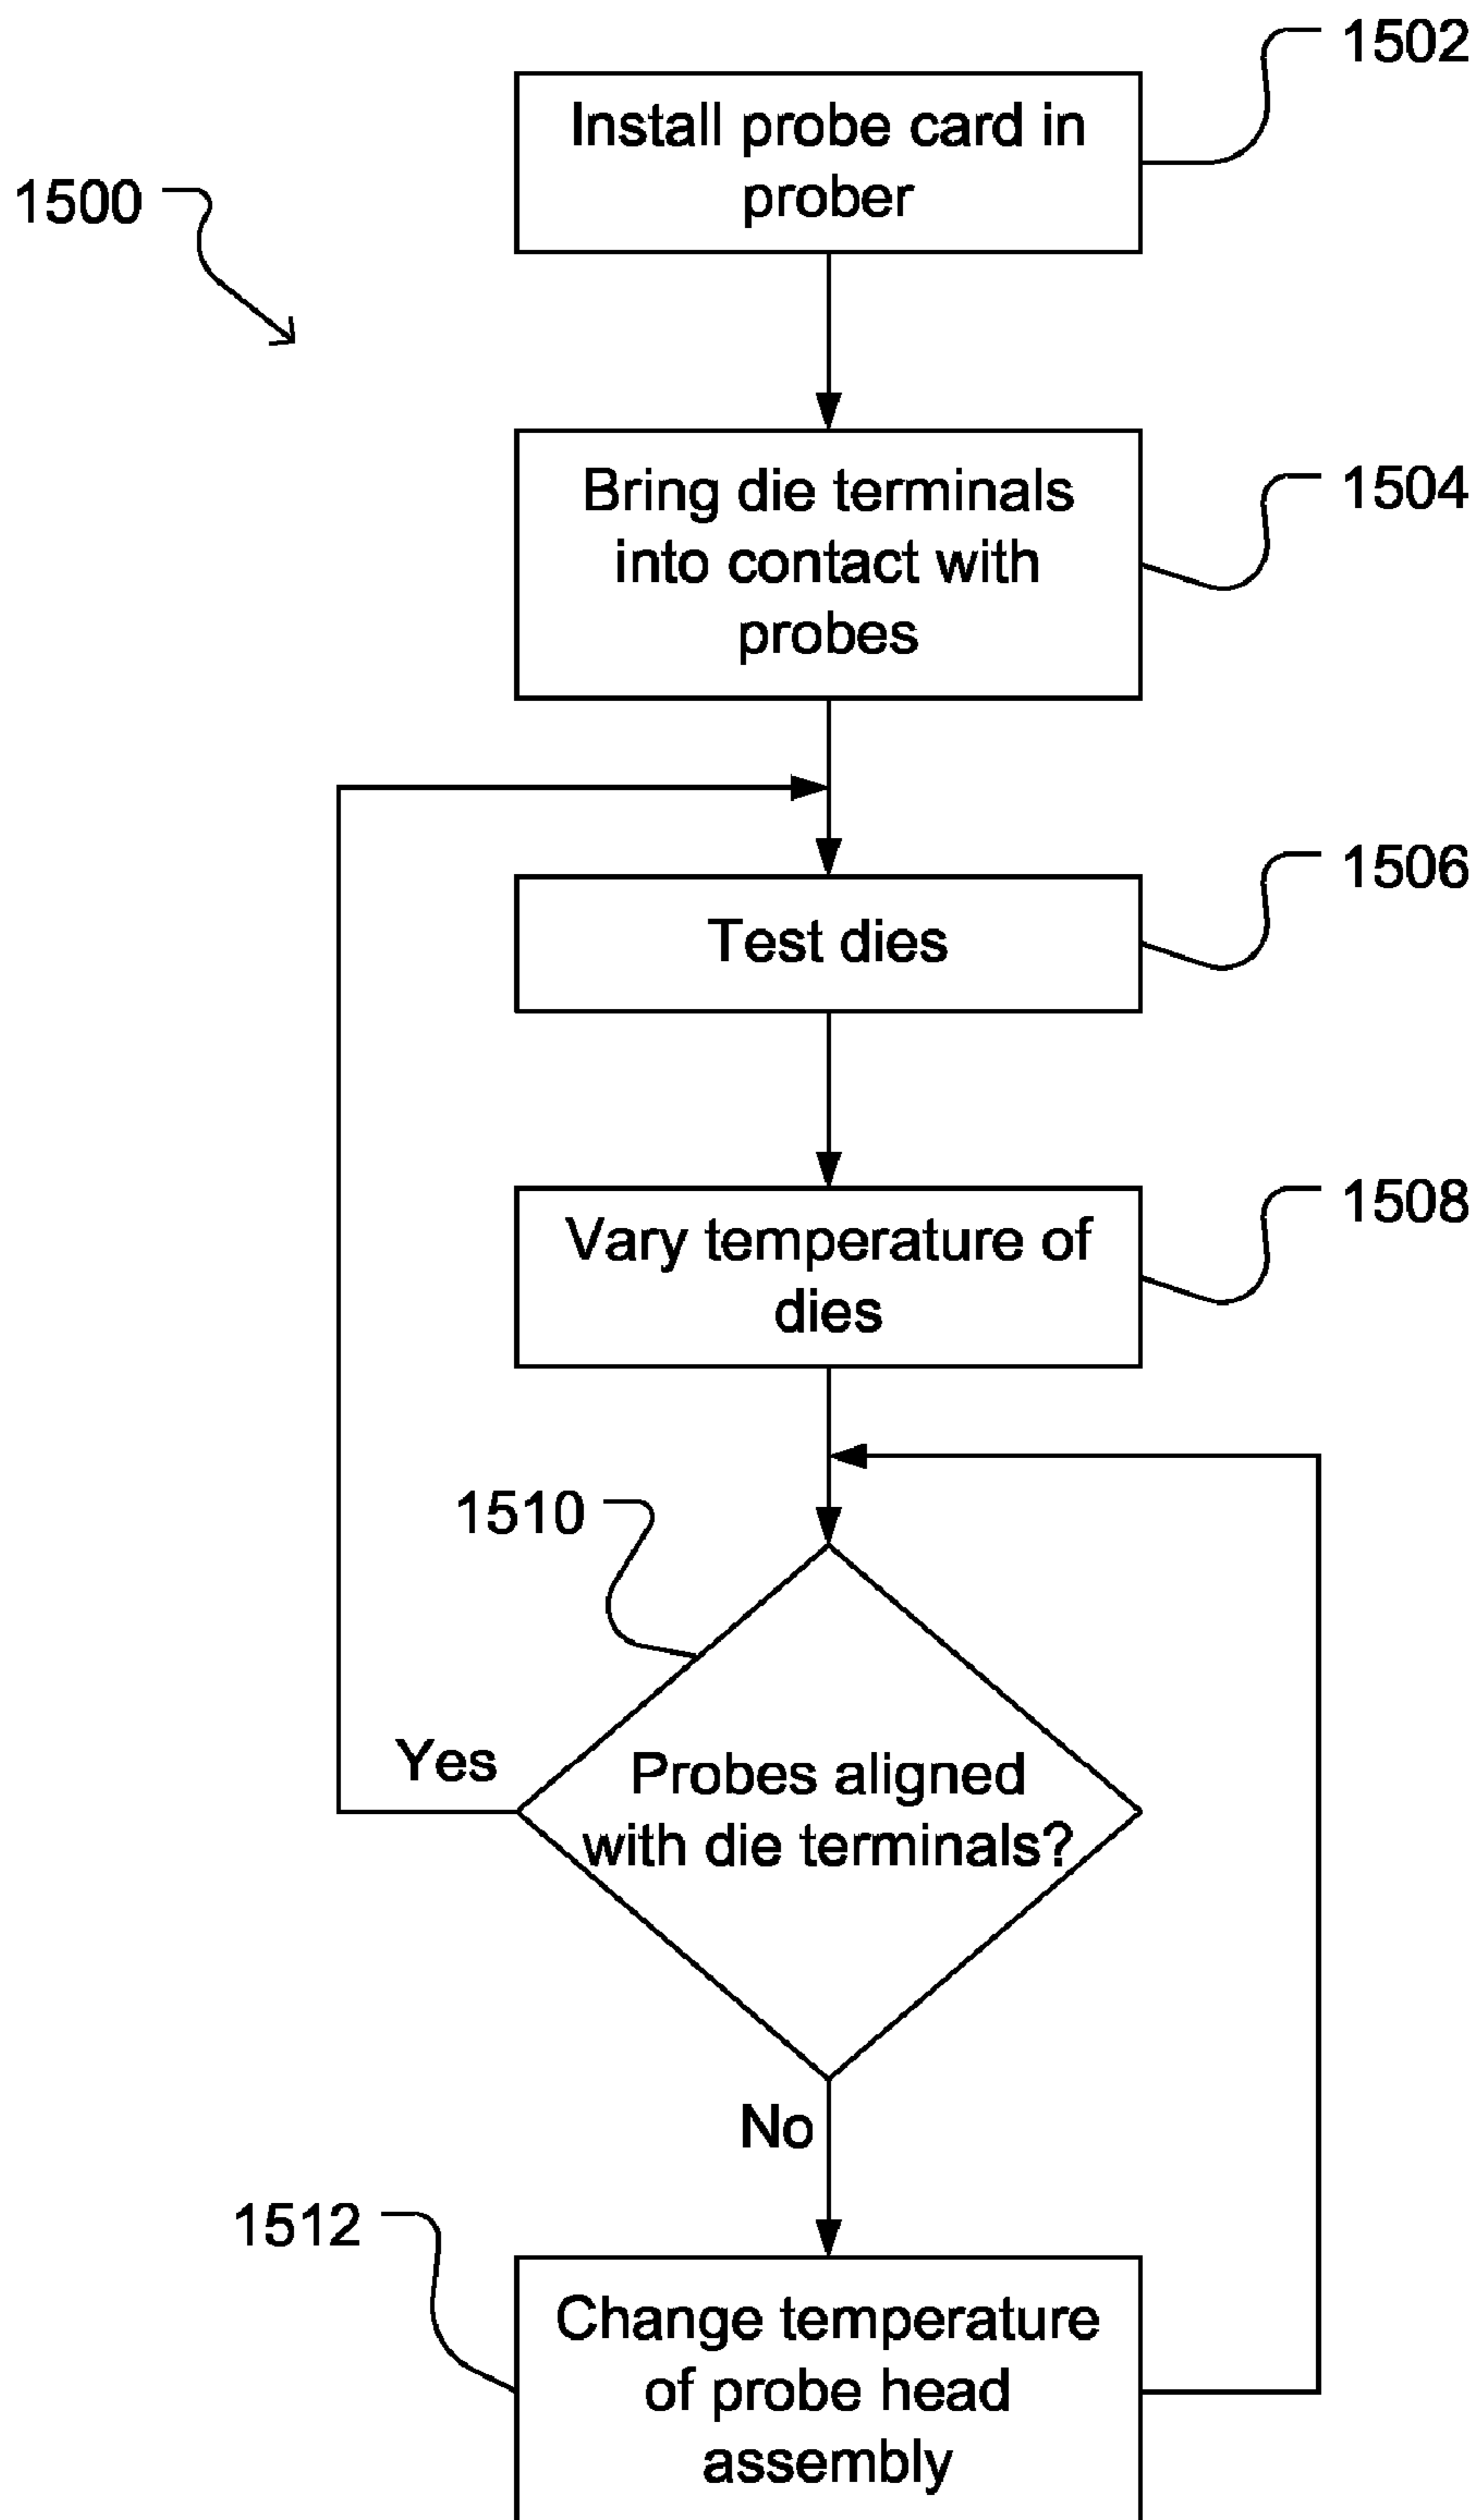 1502
Install probe card in
prober
1500
Bring die terminals
into contact with
probes
1504
1506
Test dies
1508
Vary temperature of
dies
1510
Yes
Probes aligned
with die terminals?
No
1512
Change temperature
of probe head
assembly